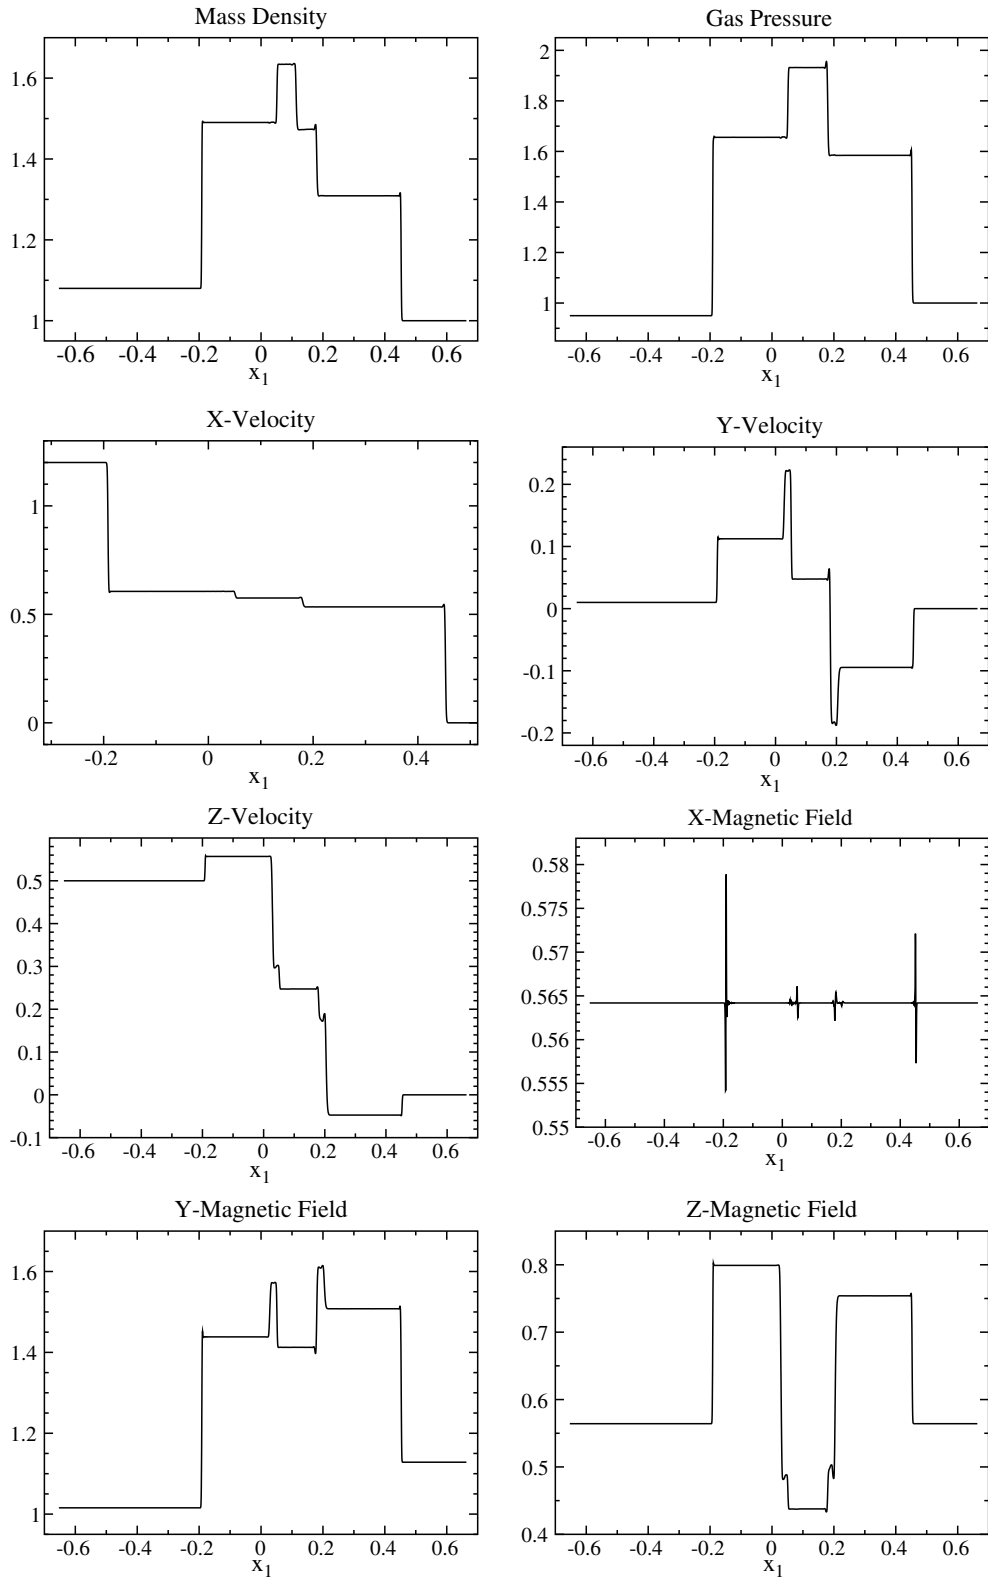 Mass Density
1.6
1.4
1.2
1
-0.6 -0.4 -0.2 0 0.2 0.4 0.6
x1
Gas Pressure
2
1.8
1.6
1.4
1.2
1
-0.6 -0.4 -0.2 0 0.2 0.4 0.6
x1
X-Velocity
1
0.5
0
-0.2 0 0.2 0.4
x1
Y-Velocity
0.2
0.1
0
-0.1
-0.2
-0.6 -0.4 -0.2 0 0.2 0.4 0.6
x1
Z-Velocity
0.5
0.4
0.3
0.2
0.1
0
-0.1
-0.6 -0.4 -0.2 0 0.2 0.4 0.6
x1
X-Magnetic Field
0.58
0.575
0.57
0.565
0.56
0.555
0.55
-0.6 -0.4 -0.2 0 0.2 0.4 0.6
x1
Y-Magnetic Field
1.6
1.4
1.2
1
-0.6 -0.4 -0.2 0 0.2 0.4 0.6
x1
Z-Magnetic Field
0.8
0.7
0.6
0.5
0.4
-0.6 -0.4 -0.2 0 0.2 0.4 0.6
x1